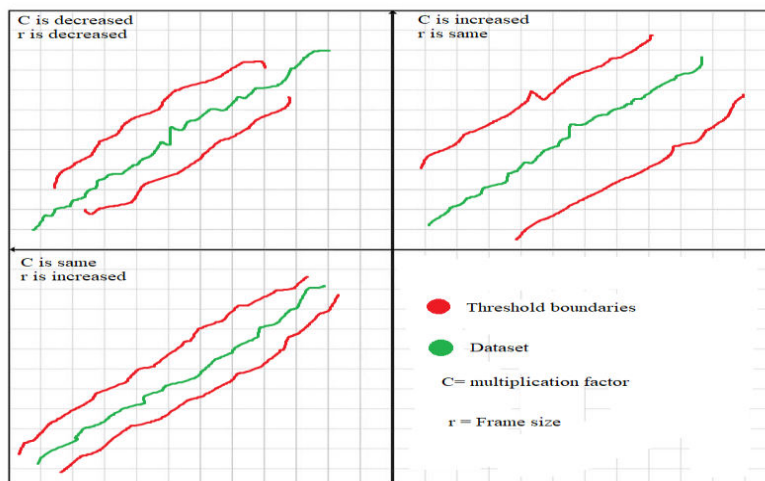 C is decreased
r is decreased
C is increased
r is same
C is same
r is increased
Threshold boundaries
Dataset
C= multiplication factor
r = Frame size